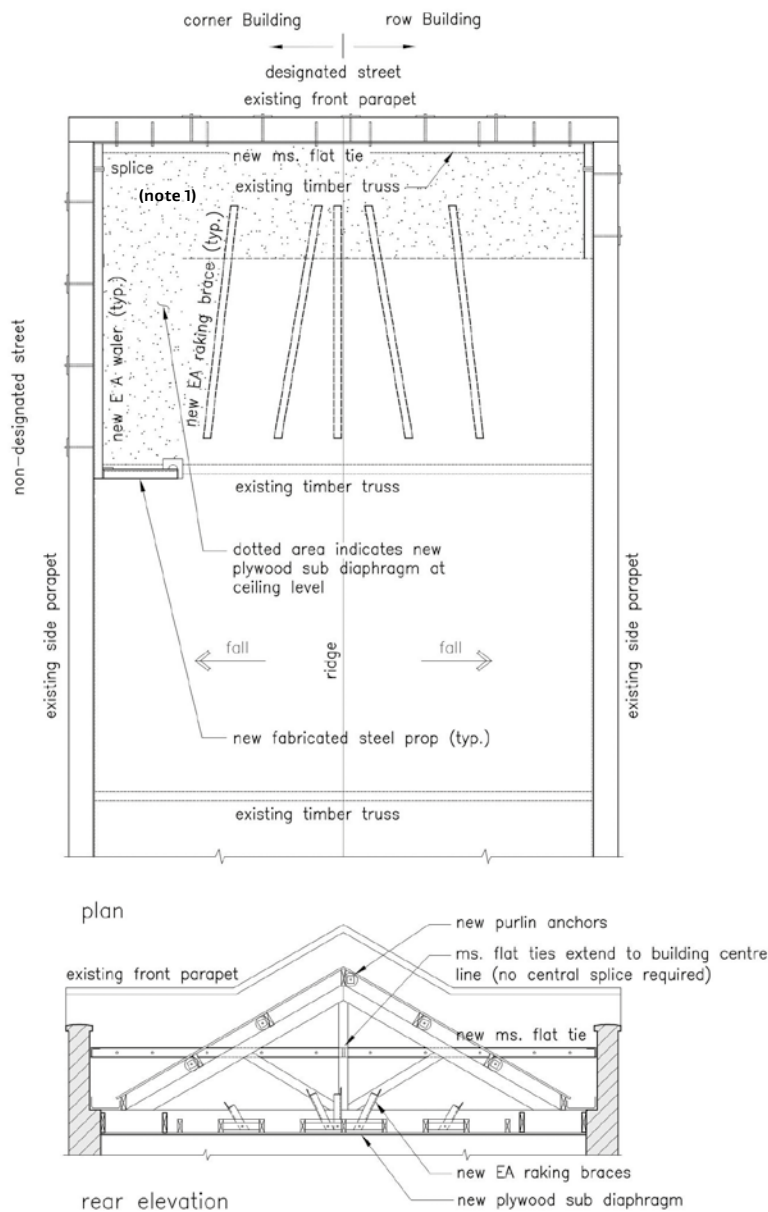 corner Building
row Building
designated street
existing front parapet
new ms. flat tie
splice
existing timber truss
(note 1)
new EA raking brace (typ.)
new E A waler (typ.)
non-designated street
existing timber truss
dotted area indicates new
plywood sub diaphragm at
ceiling level
existing side parapet
fall
ridge
fall
existing side parapet
new fabricated steel prop (typ.)
existing timber truss
plan
new purlin anchors
ms. flat ties extend to building centre
line (no central splice required)
existing front parapet
new ms. flat tie
new EA raking braces
new plywood sub diaphragm
rear elevation